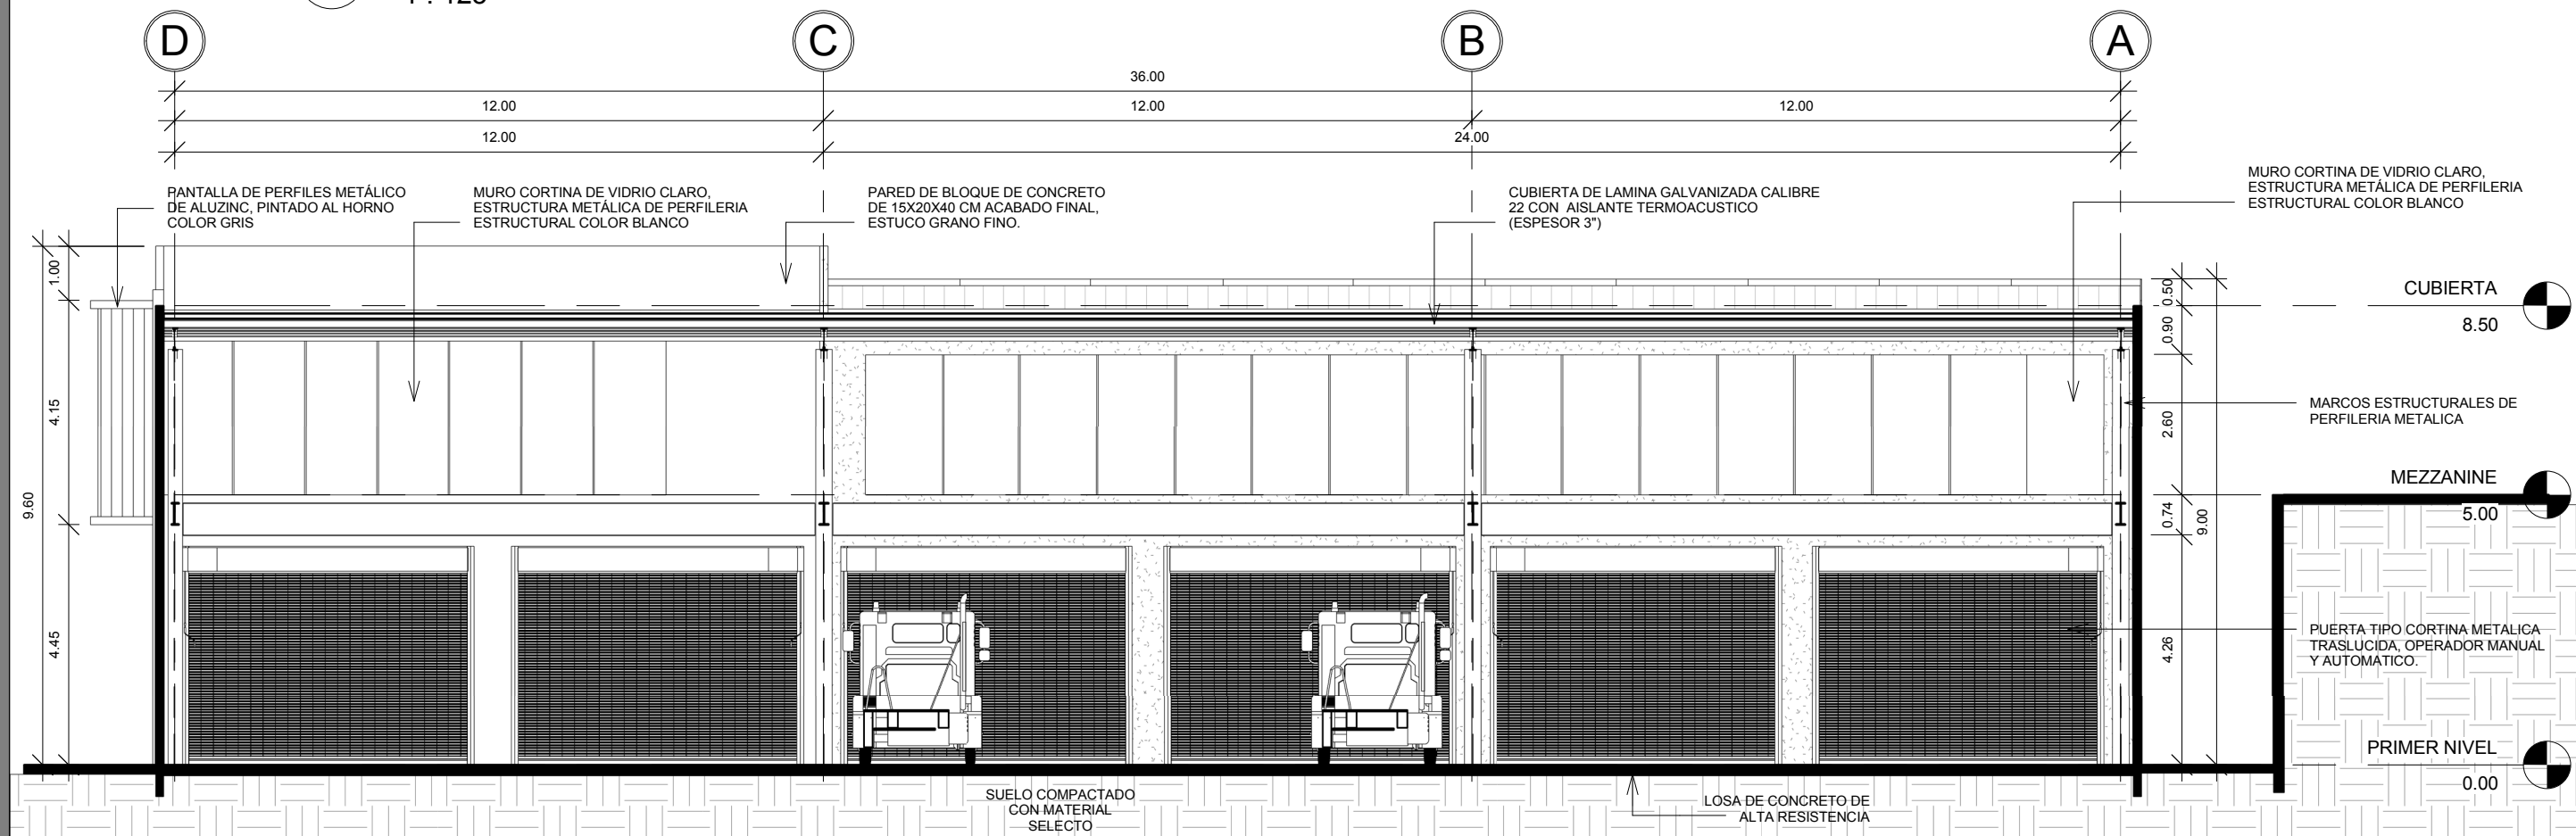 D
C
B
A
36.00
12.00
12.00
12.00
12.00
24.00
PANTALLA DE PERFILES METÁLICO
DE ALUZINC, PINTADO AL HORNO
COLOR GRIS
MURO CORTINA DE VIDRIO CLARO,
ESTRUCTURA METÁLICA DE PERFILERIA
ESTRUCTURAL COLOR BLANCO
PARED DE BLOQUE DE CONCRETO
DE 15X20X40 CM ACABADO FINAL,
ESTUCO GRANO FINO.
CUBIERTA DE LAMINA GALVANIZADA CALIBRE
22 CON AISLANTE TERMOACUSTICO
(ESPESOR 3")
MURO CORTINA DE VIDRIO CLARO,
ESTRUCTURA METÁLICA DE PERFILERIA
ESTRUCTURAL COLOR BLANCO
1.00
4.15
9.60
4.45
0.50
0.90
2.60
0.74
9.00
4.26
CUBIERTA
8.50
MARCOS ESTRUCTURALES DE
PERFILERIA METALICA
MEZZANINE
5.00
PUERTA TIPO CORTINA METALICA
TRASLUCIDA, OPERADOR MANUAL
Y AUTOMATICO.
PRIMER NIVEL
0.00
SUELO COMPACTADO
CON MATERIAL
SELECTO
LOSA DE CONCRETO DE
ALTA RESISTENCIA